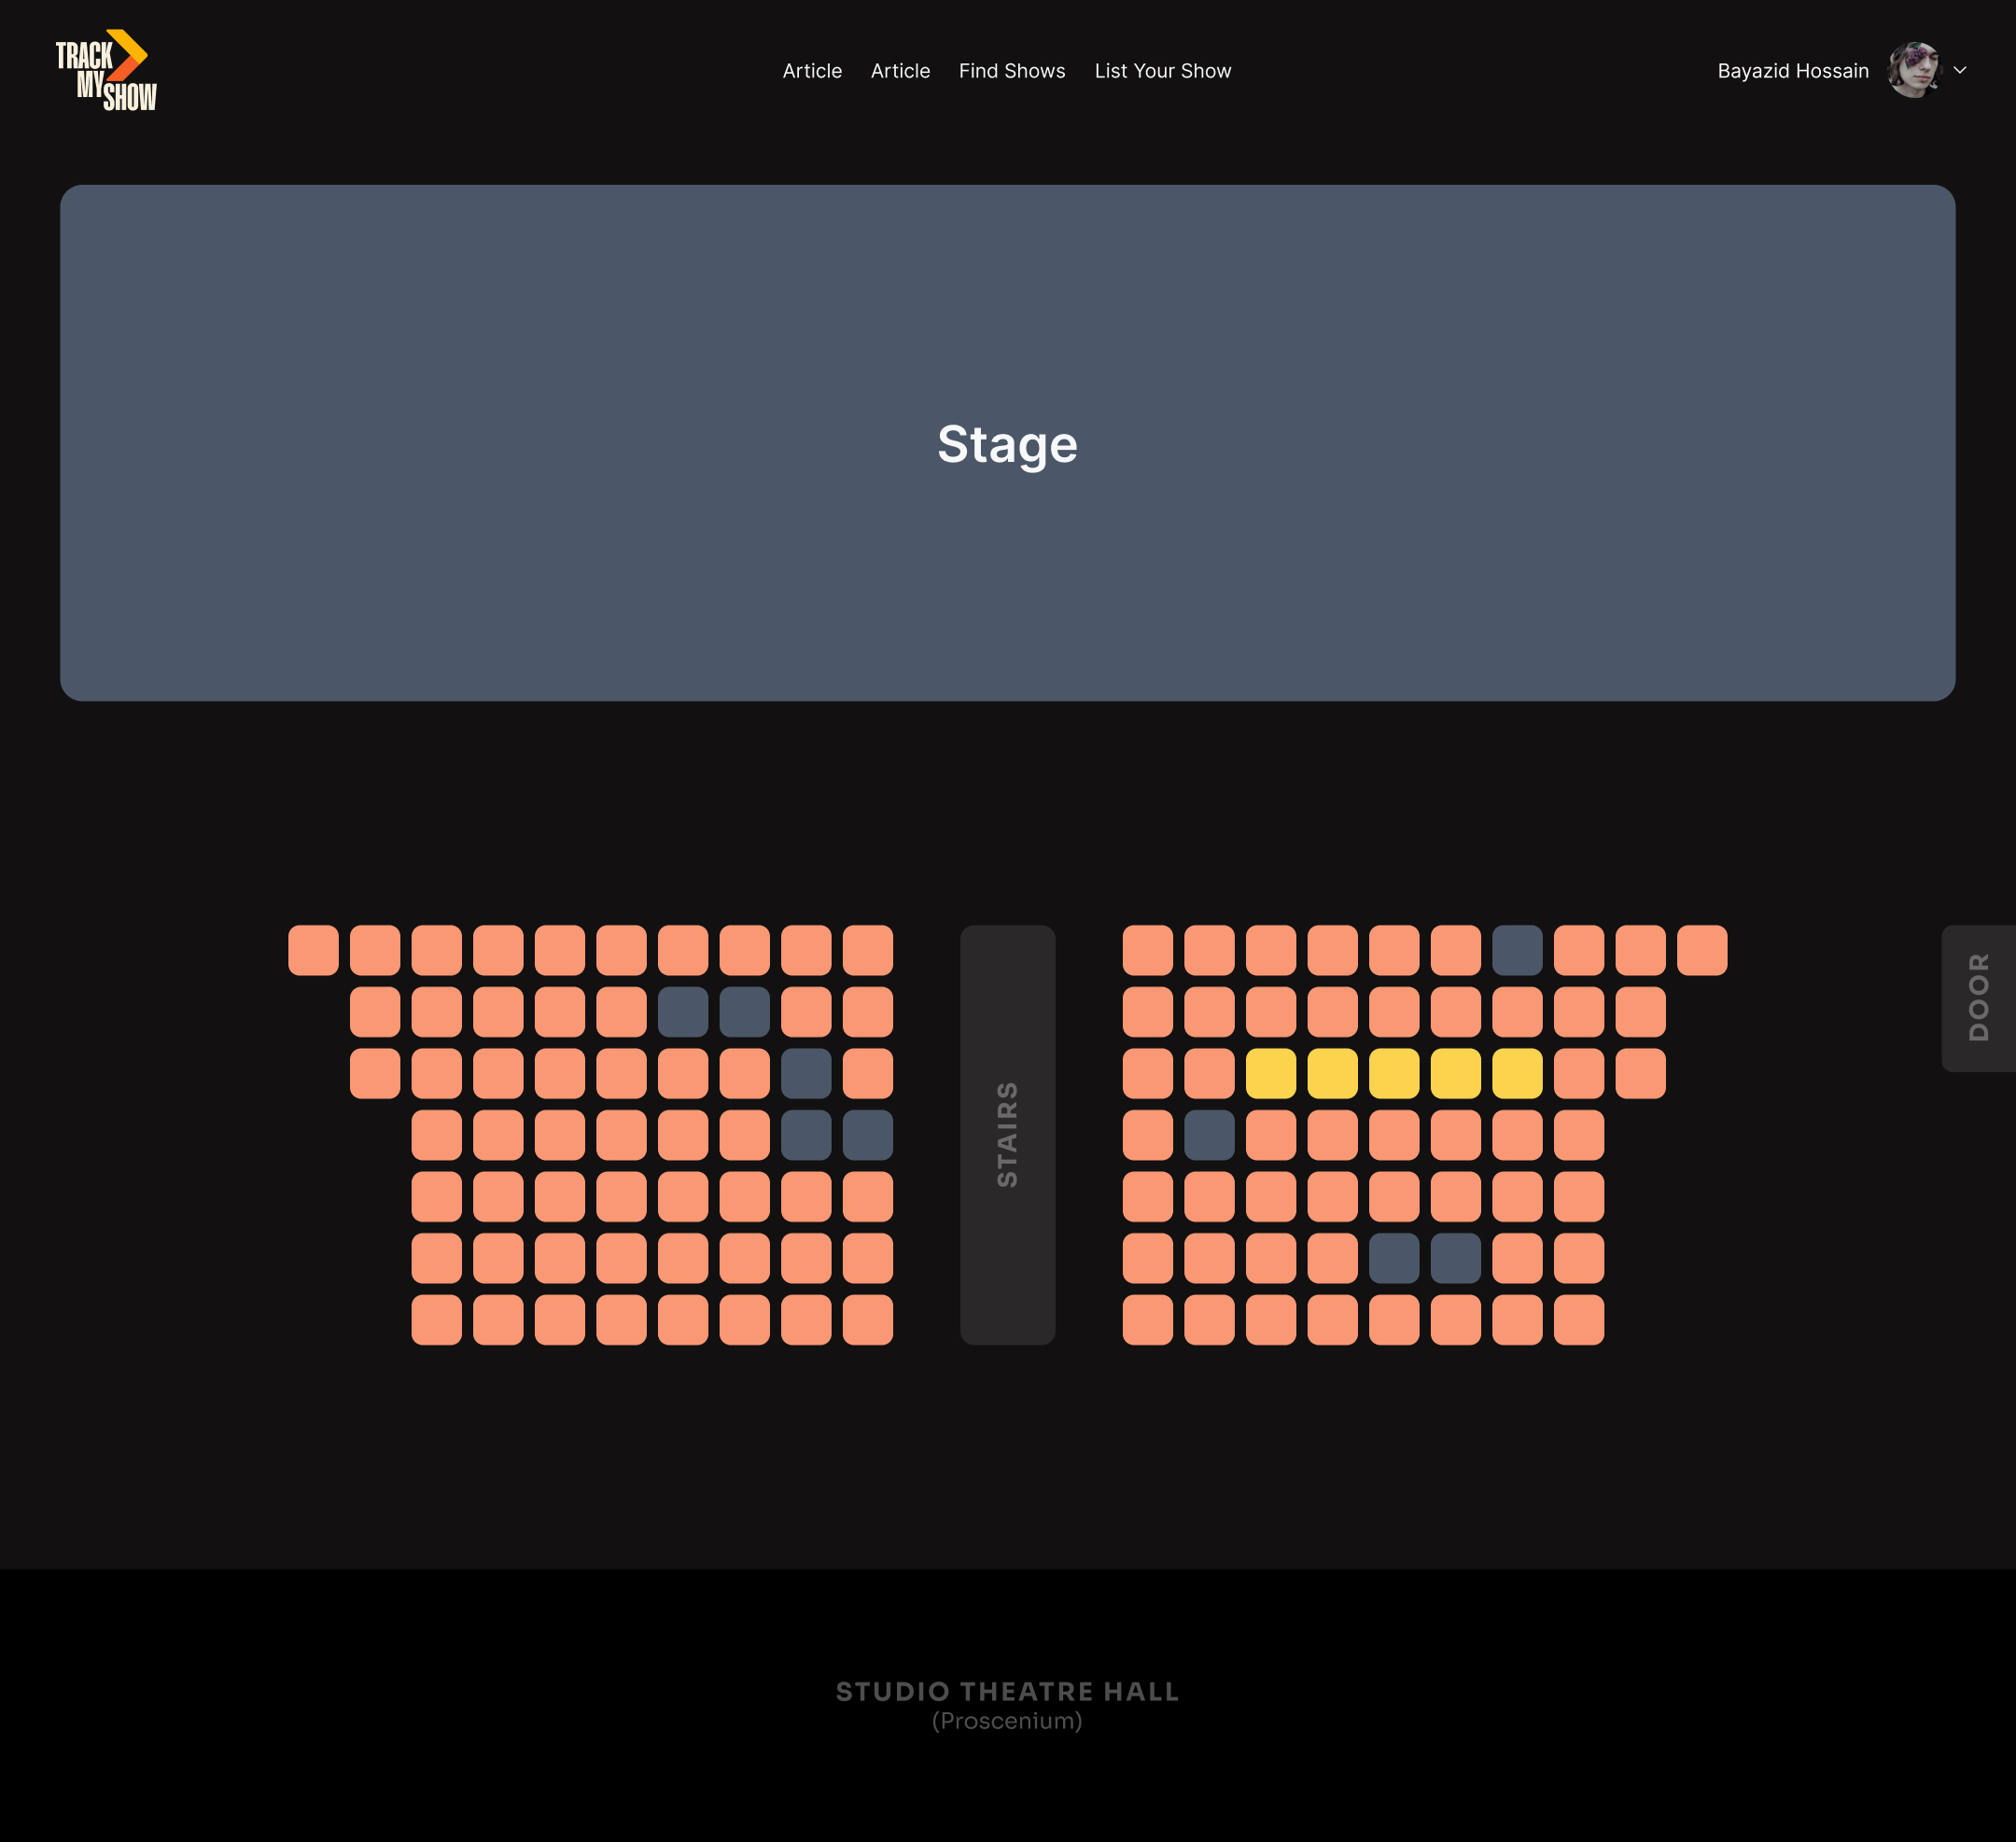 TRACK
MY
SHOW
Article
Article
Find Shows
List Your Show
Bayazid Hossain
Stage
STAIRS
DOOR
STUDIO THEATRE HALL
(Proscenium)